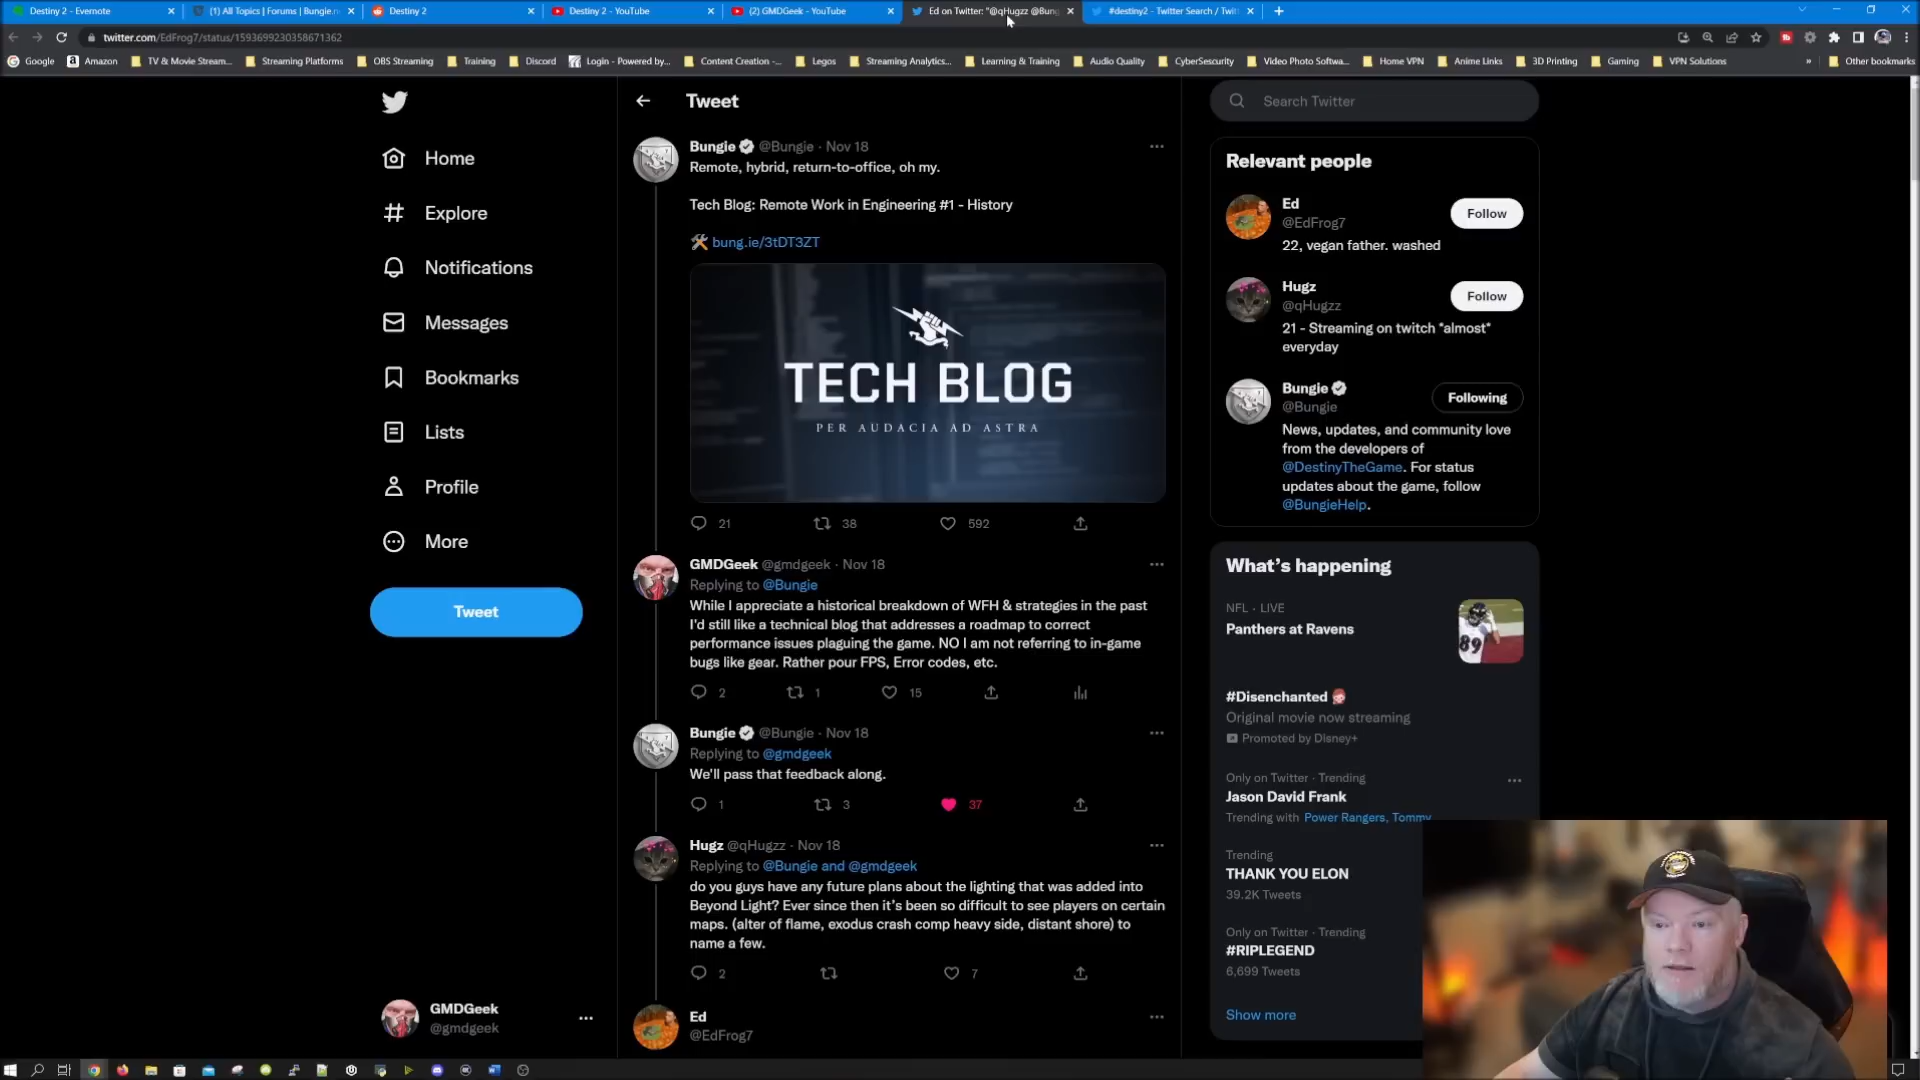 Destiny 2 - Evernote
(1) All Topics | Forums | Bungie.n
Destiny 2
Destiny 2 - YouTube
(2) GMDGeek - YouTube
Ed on Twitter: "@qHugzz @Bung
#destiny2 - Twitter Search / Twitt
twitter.com/EdFrog7/status/1593699230358671362
Google
Amazon
TV & Movie Stream...
Streaming Platforms
OBS Streaming
Training
Discord
Login - Powered by...
Content Creation -...
Legos
Streaming Analytics...
Learning & Training
Audio Quality
CyberSescurity
Video Photo Softwa...
Home VPN
Anime Links
3D Printing
Gaming
VPN Solutions
»
Other bookmarks
Home
Explore
Notifications
Messages
Bookmarks
Lists
Profile
More
Tweet
GMDGeek
@gmdgeek
Tweet
Bungie @Bungie · Nov 18
Remote, hybrid, return-to-office, oh my.
Tech Blog: Remote Work in Engineering #1 - History
bung.ie/3tDT3ZT
TECH BLOG
PER AUDACIA AD ASTRA
21 38 592
GMDGeek @gmdgeek · Nov 18
Replying to @Bungie
While I appreciate a historical breakdown of WFH & strategies in the past
I'd still like a technical blog that addresses a roadmap to correct
performance issues plaguing the game. NO I am not referring to in-game
bugs like gear. Rather pour FPS, Error codes, etc.
2 1 15
Bungie @Bungie · Nov 18
Replying to @gmdgeek
We'll pass that feedback along.
1 3 37
Hugz @qHugzz · Nov 18
Replying to @Bungie and @gmdgeek
do you guys have any future plans about the lighting that was added into
Beyond Light? Ever since then it's been so difficult to see players on certain
maps. (alter of flame, exodus crash comp heavy side, distant shore) to
name a few.
2 7
Ed
@EdFrog7
Search Twitter
Relevant people
Ed
@EdFrog7
Follow
22, vegan father. washed
Hugz
@qHugzz
Follow
21 - Streaming on twitch *almost*
everyday
Bungie
@Bungie
Following
News, updates, and community love
from the developers of
@DestinyTheGame. For status
updates about the game, follow
@BungieHelp.
What's happening
NFL · LIVE
Panthers at Ravens
89
#Disenchanted
Original movie now streaming
Promoted by Disney+
Only on Twitter · Trending
Jason David Frank
Trending with Power Rangers, Tommy
Trending
THANK YOU ELON
39.2K Tweets
Only on Twitter · Trending
#RIPLEGEND
6,699 Tweets
Show more